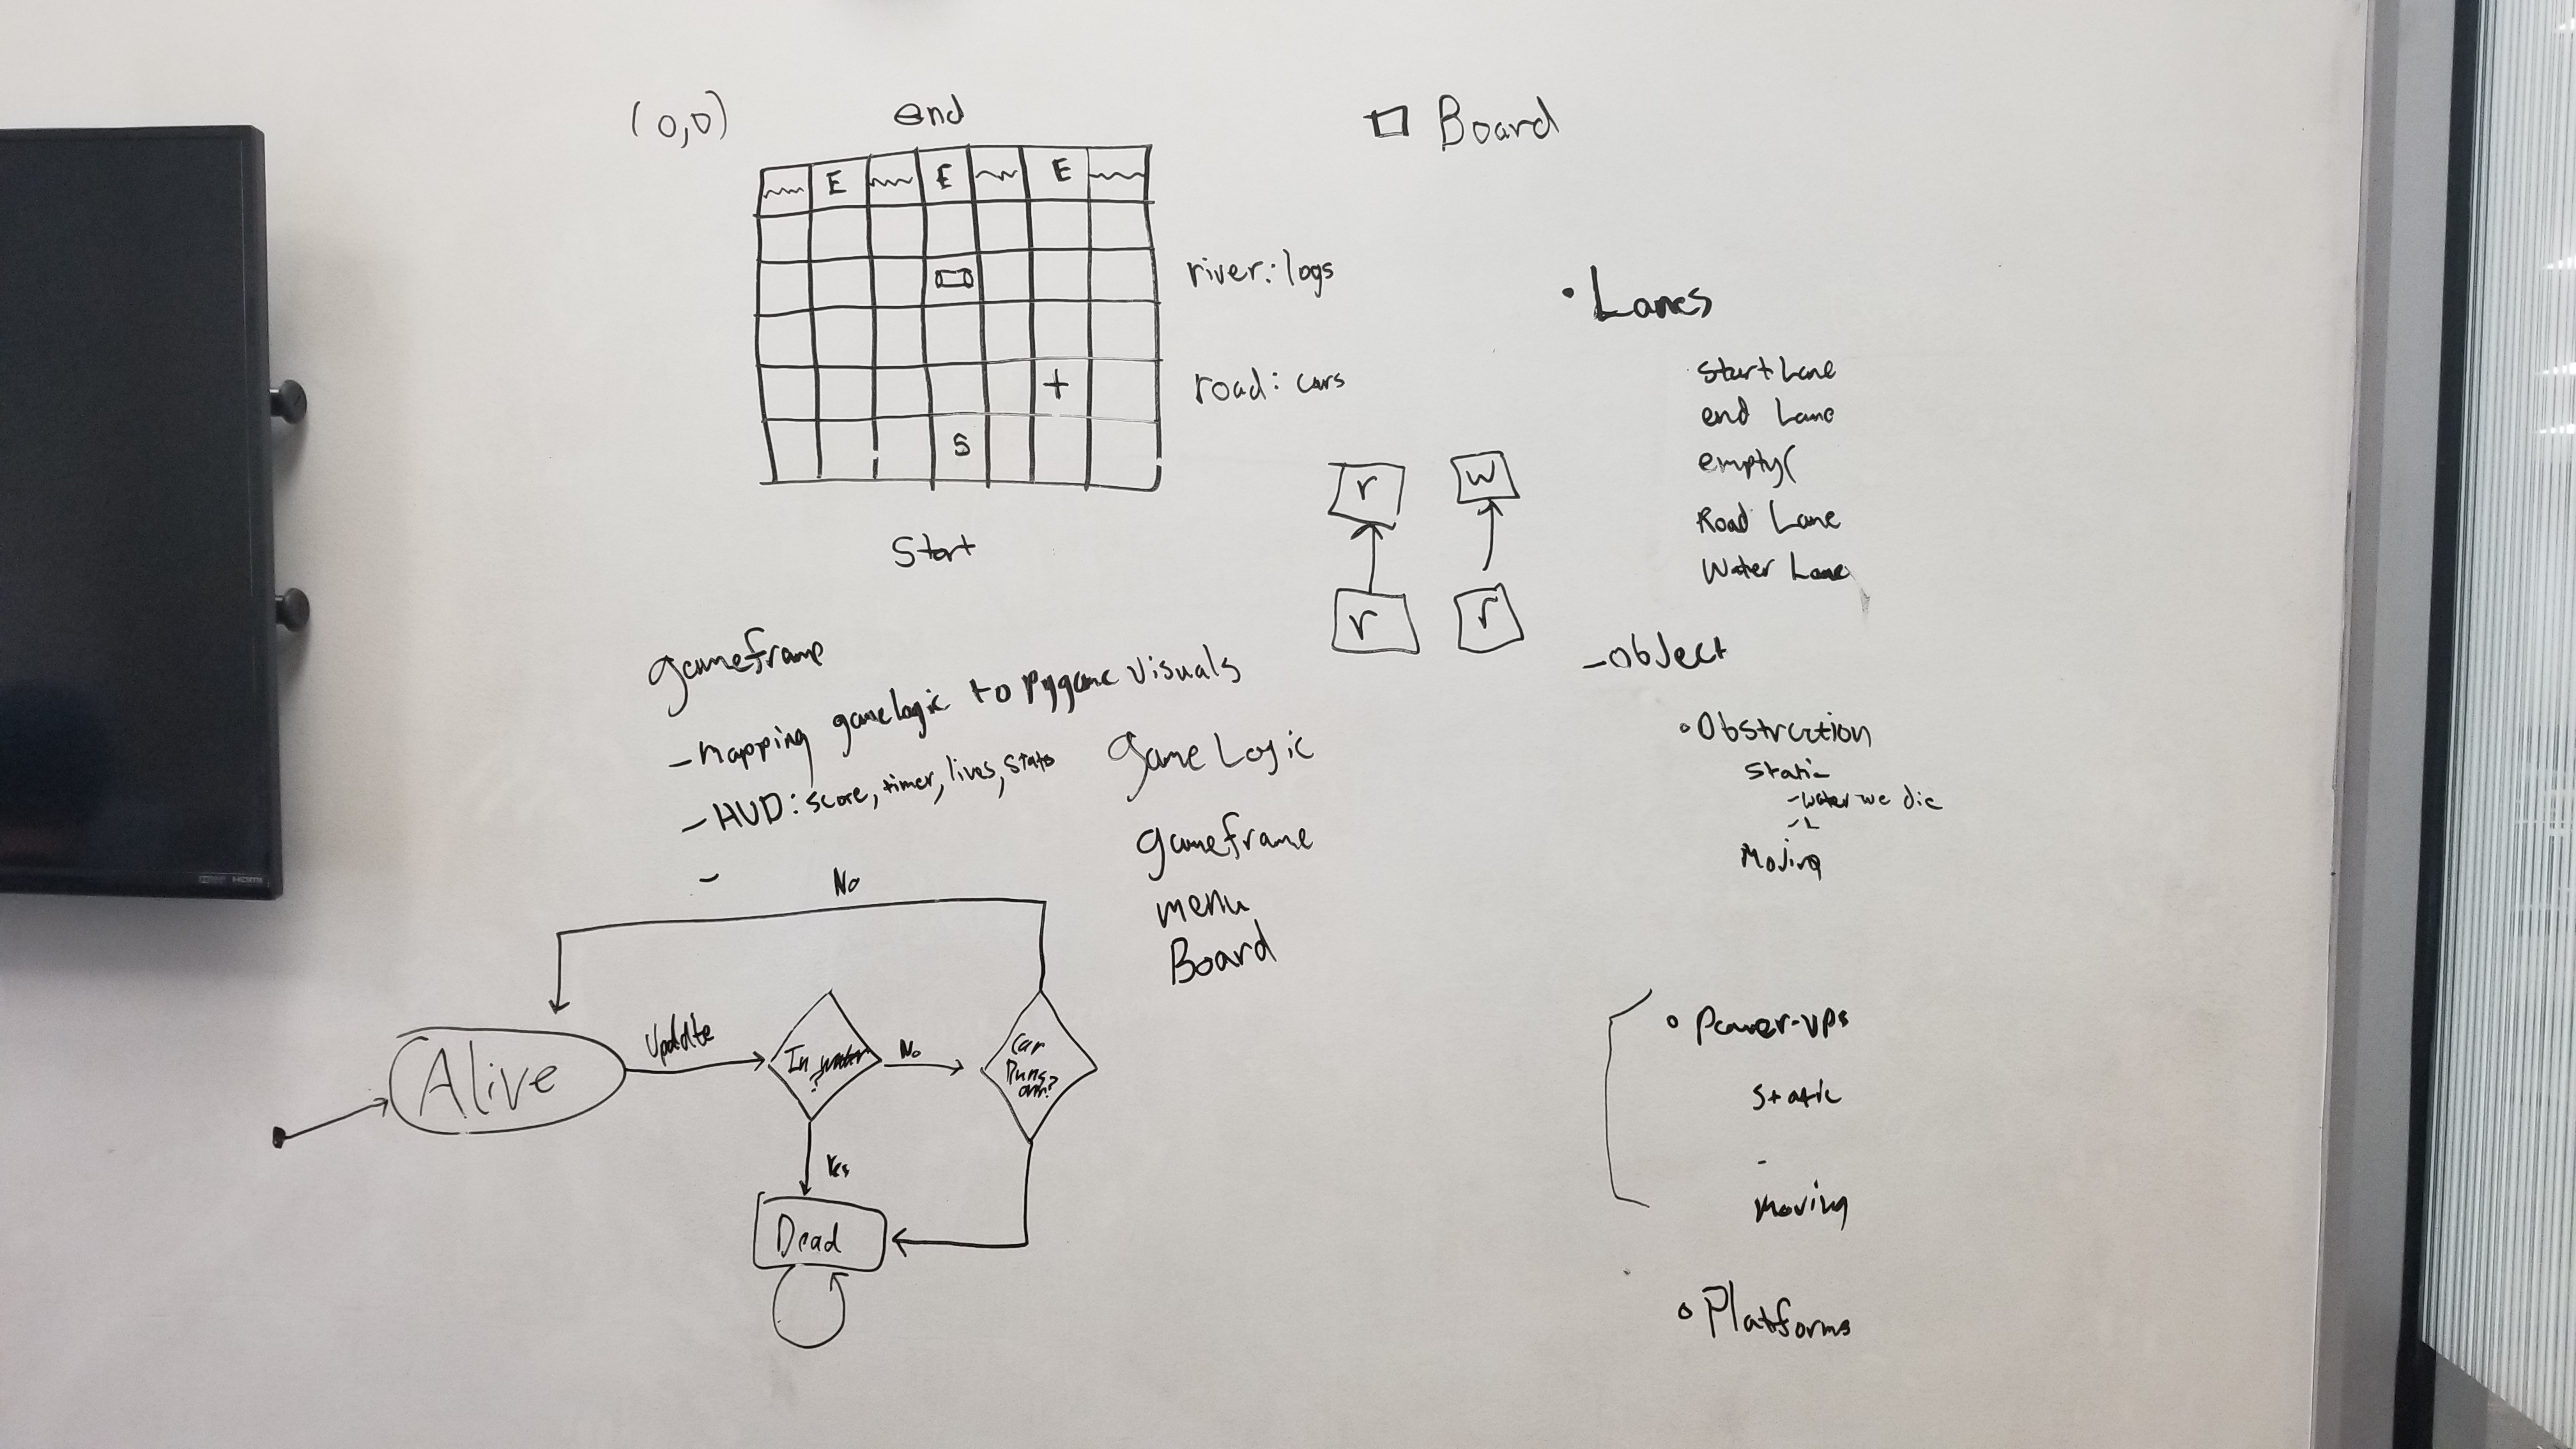 (0,0)
end
E E E
+
S
Start
river: logs
road: cars
r w
r r
Board
Lanes
Start Lane
end Lane
empty(
Road Lane
Water Lane
-object
Obstruction
Static
-water we die
Moving
Power-ups
Static
-
Moving
Platforms
gameframe
- Mapping gamelogic to Pygame visuals
- HUD: score, timer, lives, stats
-
Game Logic
gameframe
menu
Board
No
Alive
Update
In water
?
No
Car
Runs
over?
Yes
Dead
HDMI